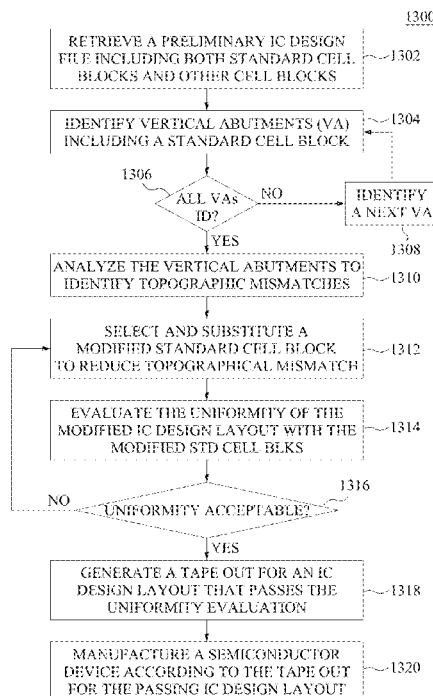 1300
RETRIEVE A PRELIMINARY IC DESIGN
FILE INCLUDING BOTH STANDARD CELL
BLOCKS AND OTHER CELL BLOCKS
1302
IDENTIFY VERTICAL ABUTMENTS (VA)
INCLUDING A STANDARD CELL BLOCK
1304
1306
ALL VAs
ID?
NO
IDENTIFY
A NEXT VA
1308
YES
ANALYZE THE VERTICAL ABUTMENTS TO
IDENTIFY TOPOGRAPHIC MISMATCHES
1310
SELECT AND SUBSTITUTE A
MODIFIED STANDARD CELL BLOCK
TO REDUCE TOPOGRAPHICAL MISMATCH
1312
EVALUATE THE UNIFORMITY OF THE
MODIFIED IC DESIGN LAYOUT WITH THE
MODIFIED STD CELL BLKS
1314
NO
UNIFORMITY ACCEPTABLE?
1316
YES
GENERATE A TAPE OUT FOR AN IC
DESIGN LAYOUT THAT PASSES THE
UNIFORMITY EVALUATION
1318
MANUFACTURE A SEMICONDUCTOR
DEVICE ACCORDING TO THE TAPE OUT
FOR THE PASSING IC DESIGN LAYOUT
1320